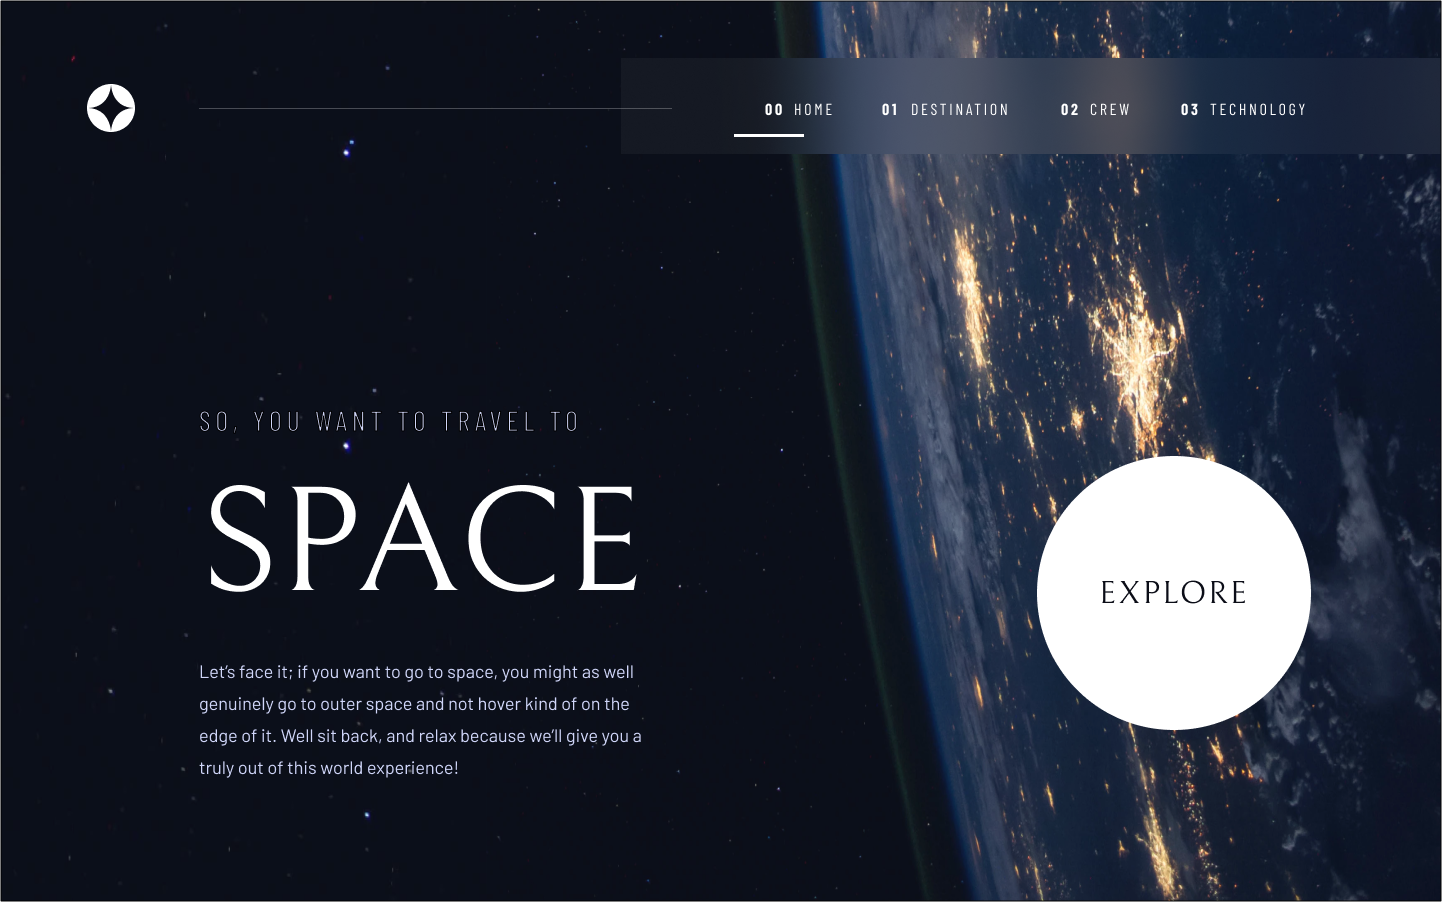 00 HOME 01 DESTINATION 02 CREW 03 TECHNOLOGY
SO, YOU WANT TO TRAVEL TO
SPACE
Let’s face it; if you want to go to space, you might as well
genuinely go to outer space and not hover kind of on the
edge of it. Well sit back, and relax because we’ll give you a
truly out of this world experience!
EXPLORE